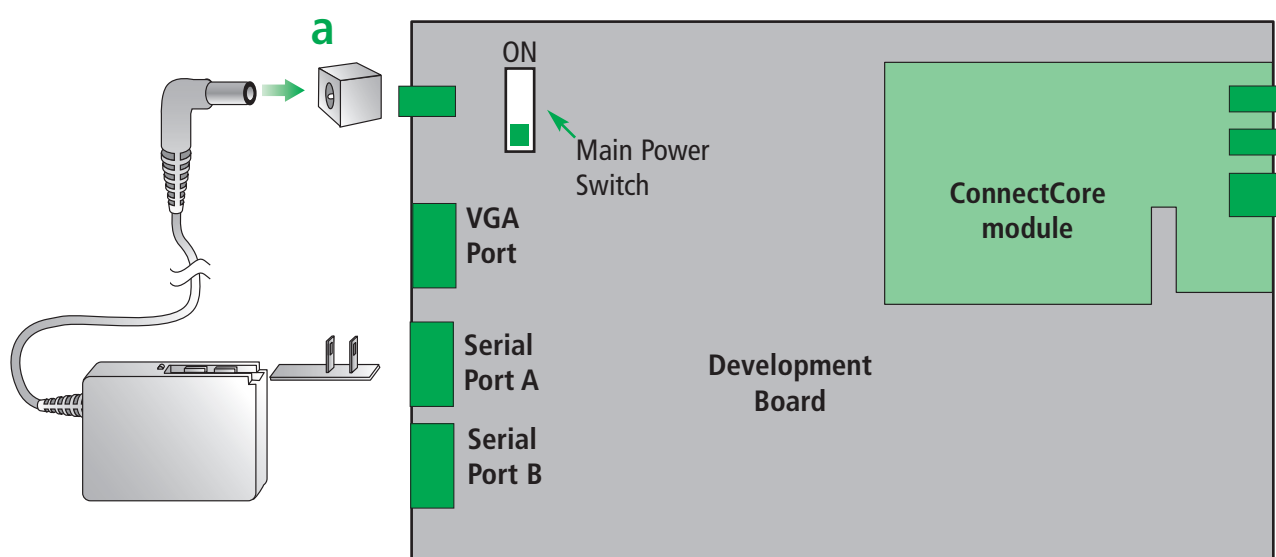 a
ON
Main Power
Switch
VGA
Port
ConnectCore
module
Serial
Port A
Development
Board
Serial
Port B